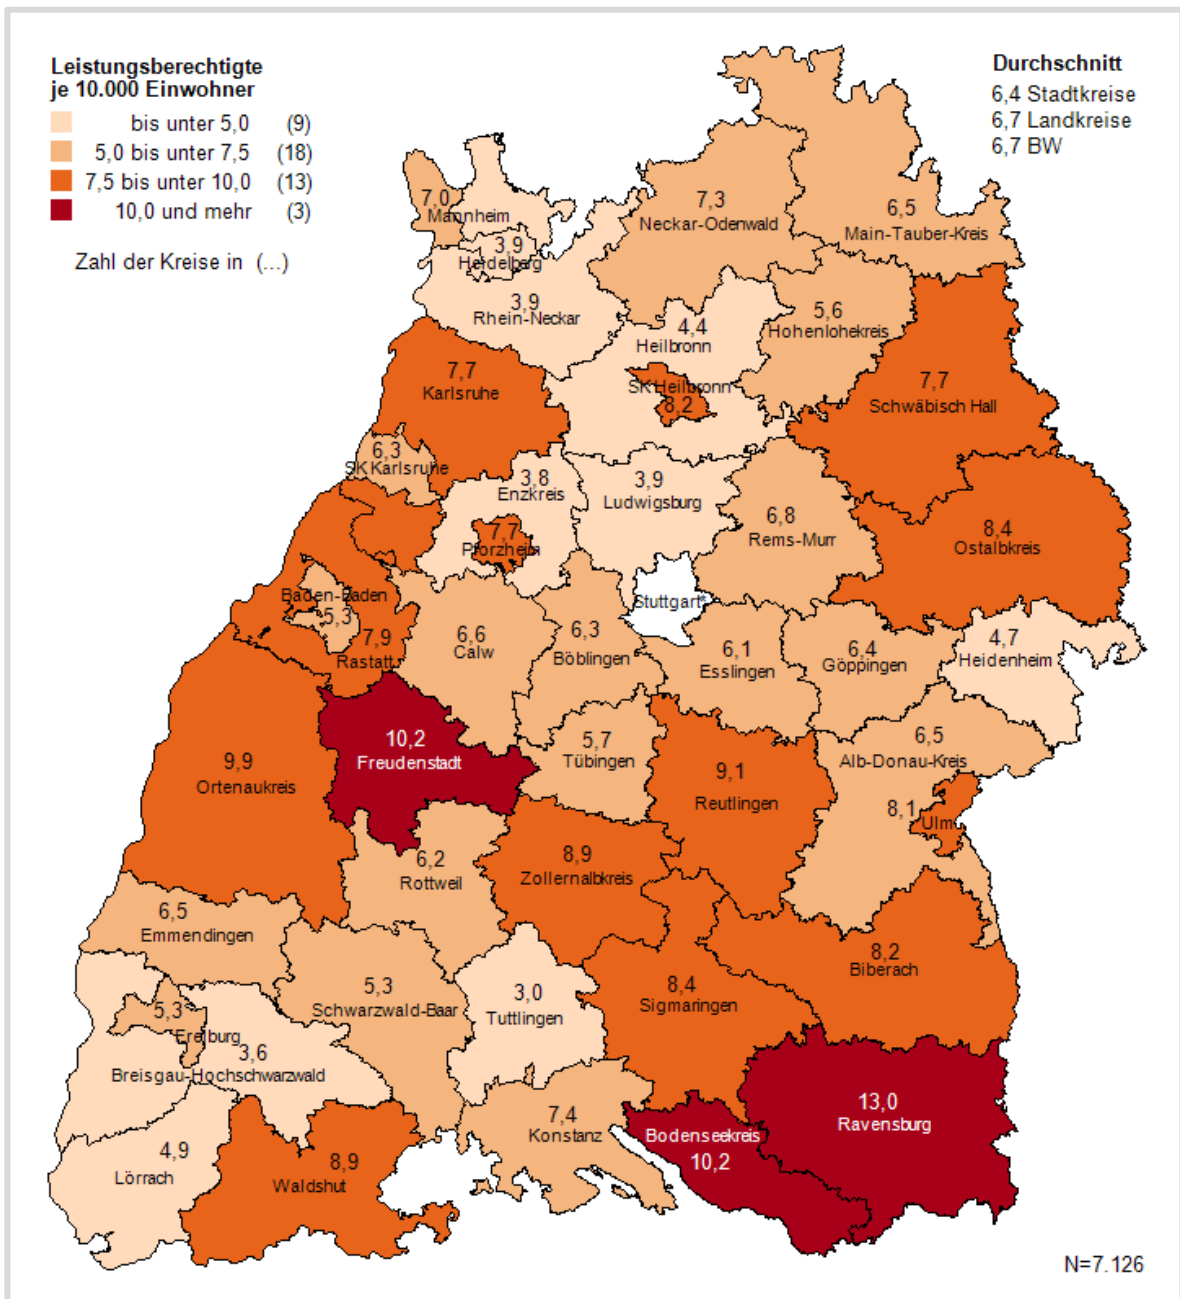 Leistungsberechtigte
je 10.000 Einwohner
bis unter 5,0 (9)
5,0 bis unter 7,5 (18)
7,5 bis unter 10,0 (13)
10,0 und mehr (3)
Zahl der Kreise in (...)
Durchschnitt
6,4 Stadtkreise
6,7 Landkreise
6,7 BW
7,0
Mannheim
3,9
Heidelberg
3,9
Rhein-Neckar
7,3
Neckar-Odenwald
6,5
Main-Tauber-Kreis
5,6
Hohenlohekreis
4,4
Heilbronn
SK Heilbronn
8,2
7,7
Karlsruhe
7,7
Schwäbisch Hall
6,3
SK Karlsruhe
3,8
Enzkreis
3,9
Ludwigsburg
7,7
Pforzheim
6,8
Rems-Murr
8,4
Ostalbkreis
Baden-Baden
5,3
7,9
Rastatt
6,6
Calw
6,3
Böblingen
Stuttgart*
6,1
Esslingen
6,4
Göppingen
4,7
Heidenheim
9,9
Ortenaukreis
10,2
Freudenstadt
5,7
Tübingen
9,1
Reutlingen
6,5
Alb-Donau-Kreis
8,1
Ulm
6,2
Rottweil
8,9
Zollernalbkreis
6,5
Emmendingen
8,2
Biberach
5,3
Freiburg
5,3
Schwarzwald-Baar
3,0
Tuttlingen
8,4
Sigmaringen
3,6
Breisgau-Hochschwarzwald
4,9
Lörrach
8,9
Waldshut
7,4
Konstanz
Bodenseekreis
10,2
13,0
Ravensburg
N=7.126